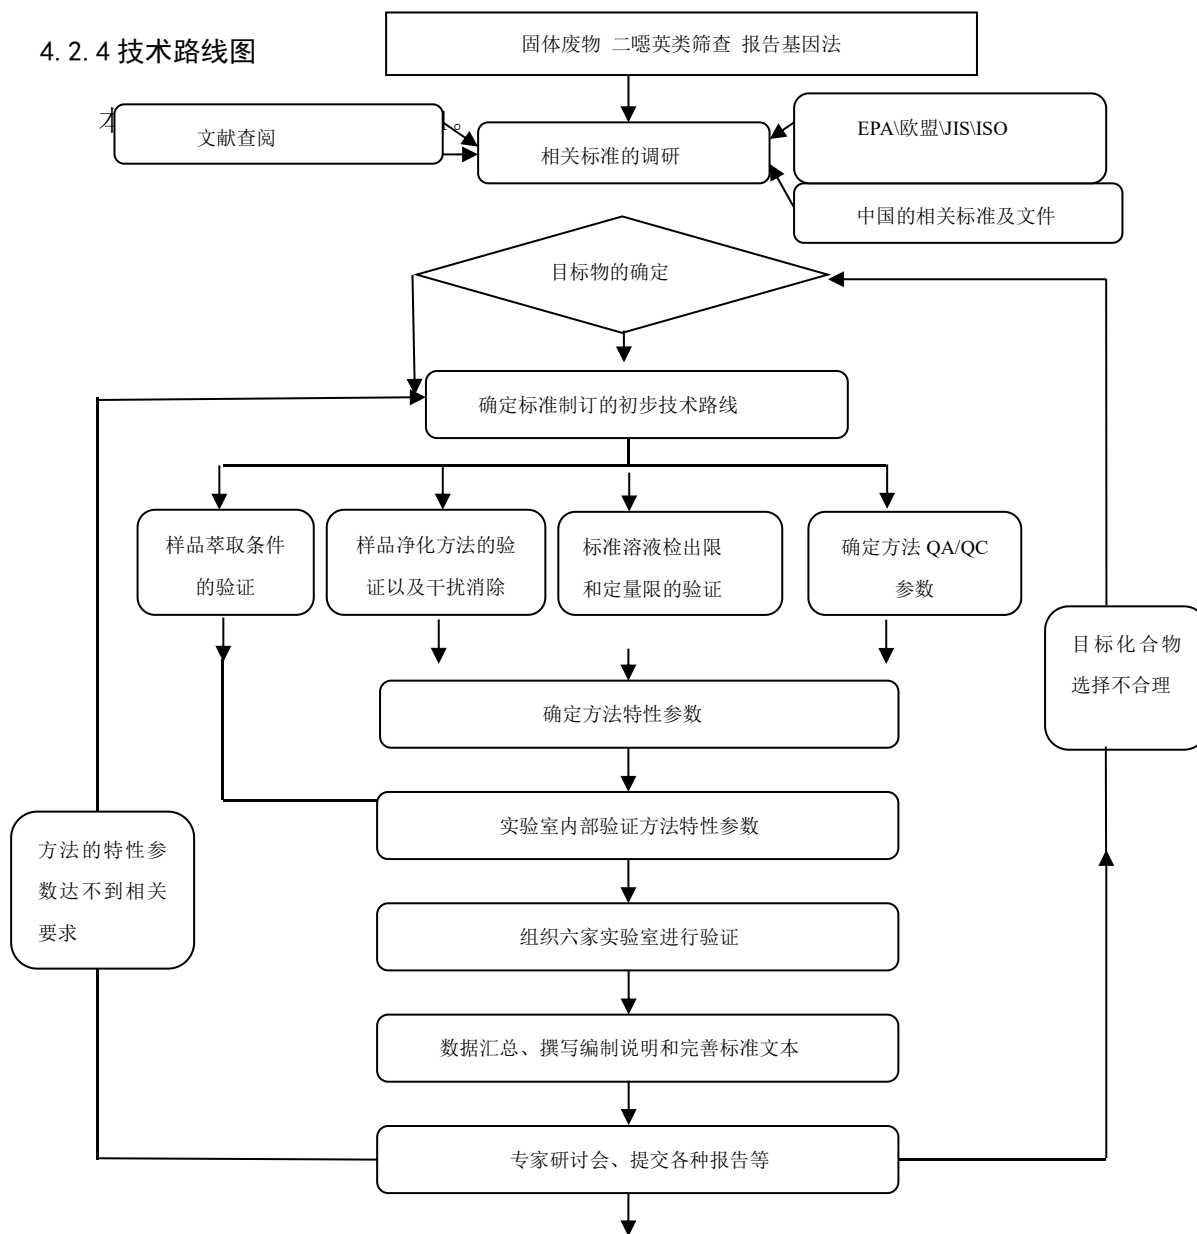 4.2.4 技术路线图
固体废物 二噁英类筛查 报告基因法
文献查阅
。
相关标准的调研
EPA\欧盟\JIS\ISO
中国的相关标准及文件
目标物的确定
确定标准制订的初步技术路线
样品萃取条件
的验证
样品净化方法的验
证以及干扰消除
标准溶液检出限
和定量限的验证
确定方法 QA/QC
参数
目标化合物
选择不合理
确定方法特性参数
实验室内部验证方法特性参数
方法的特性参
数达不到相关
要求
组织六家实验室进行验证
数据汇总、撰写编制说明和完善标准文本
专家研讨会、提交各种报告等